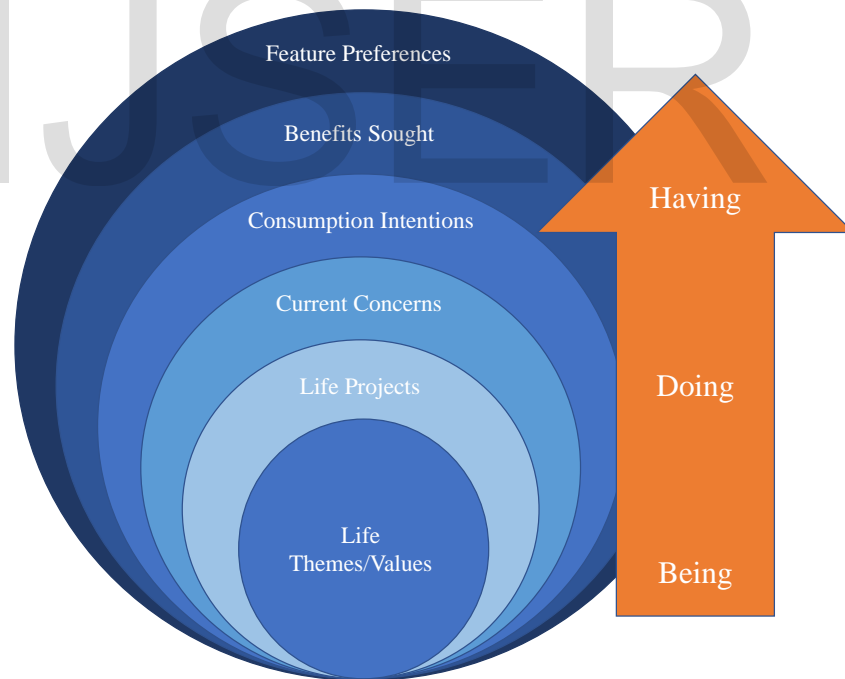 IJSER
Feature Preferences
Benefits Sought
Consumption Intentions
Current Concerns
Life Projects
Life
Themes/Values
Having
Doing
Being